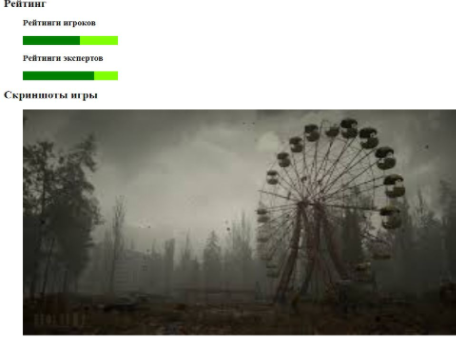 Рейтинг
Рейтинги игроков
Рейтинги экспертов
Скриншоты игры